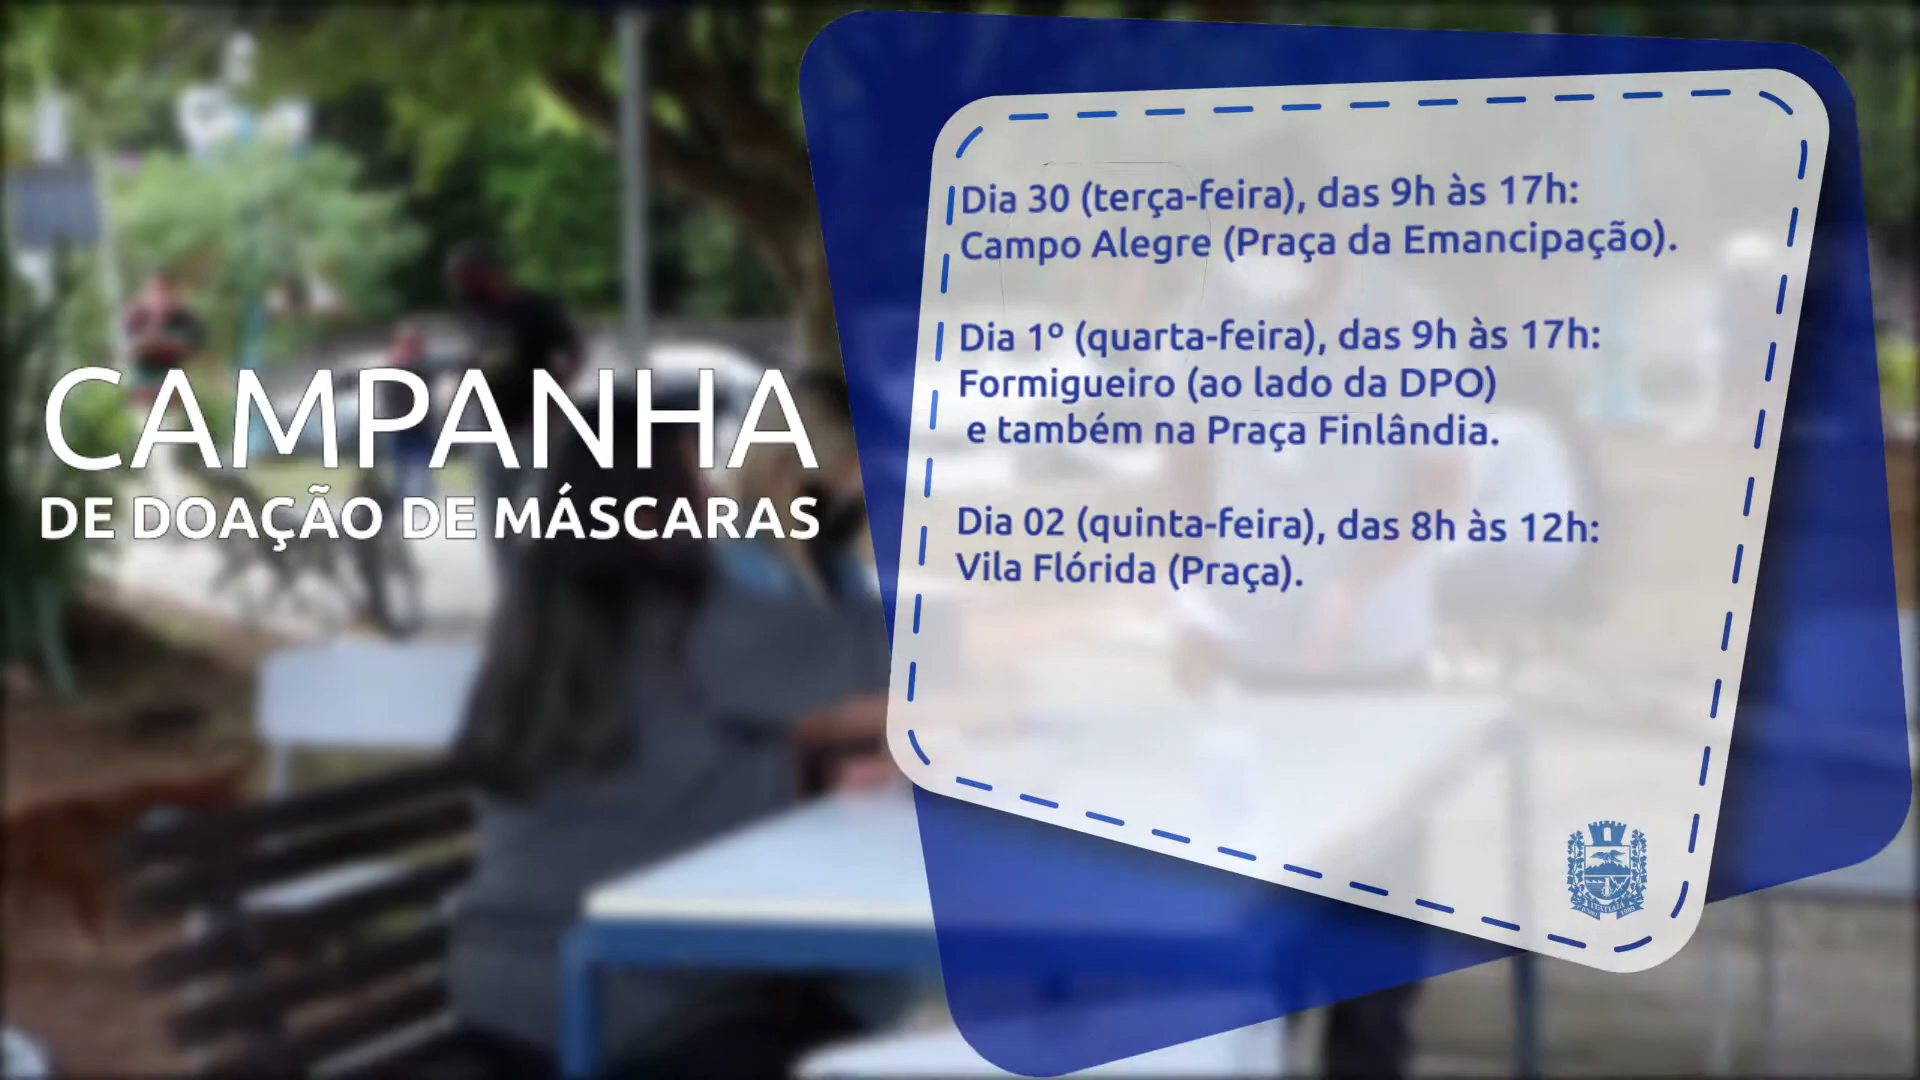 CAMPANHA
DE DOAÇÃO DE MÁSCARAS
Dia 30 (terça-feira), das 9h às 17h:
Campo Alegre (Praça da Emancipação).
Dia 1º (quarta-feira), das 9h às 17h:
Formigueiro (ao lado da DPO)
e também na Praça Finlândia.
Dia 02 (quinta-feira), das 8h às 12h:
Vila Flórida (Praça).
ITATIAIA
1989